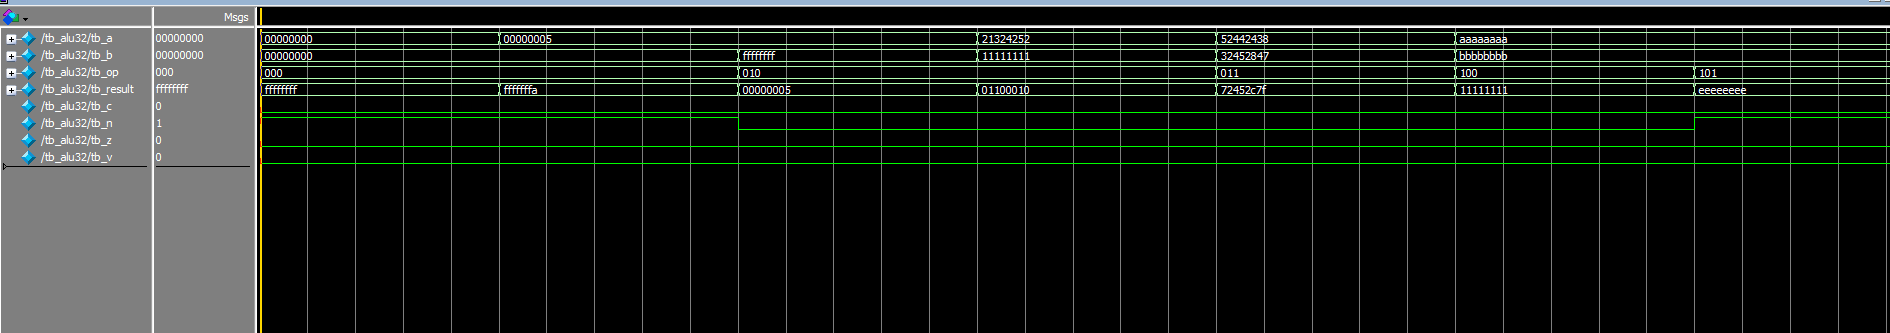 Msgs
/tb_alu32/tb_a 00000000 00000000 00000005 21324252 52442438 aaaaaaaa
/tb_alu32/tb_b 00000000 00000000 ffffffff 11111111 32452847 bbbbbbbb
/tb_alu32/tb_op 000 000 010 011 100 101
/tb_alu32/tb_result ffffffff ffffffff fffffffa 00000005 01100010 72452c7f 11111111 eeeeeeee
/tb_alu32/tb_c 0
/tb_alu32/tb_n 1
/tb_alu32/tb_z 0
/tb_alu32/tb_v 0